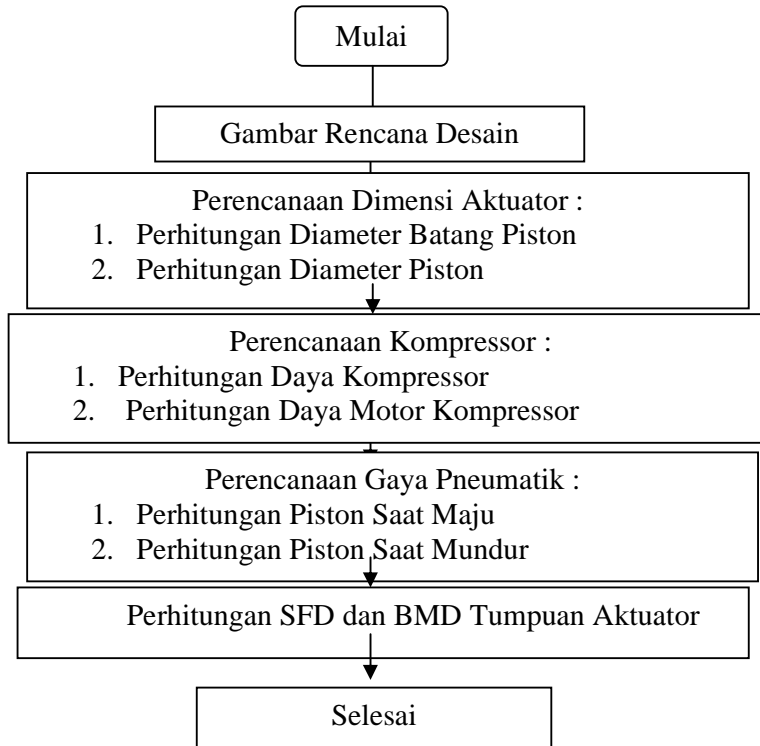 Mulai
Gambar Rencana Desain
Perencanaan Dimensi Aktuator :
1. Perhitungan Diameter Batang Piston
2. Perhitungan Diameter Piston
Perencanaan Kompressor :
1. Perhitungan Daya Kompressor
2. Perhitungan Daya Motor Kompressor
Perencanaan Gaya Pneumatik :
1. Perhitungan Piston Saat Maju
2. Perhitungan Piston Saat Mundur
Perhitungan SFD dan BMD Tumpuan Aktuator
Selesai